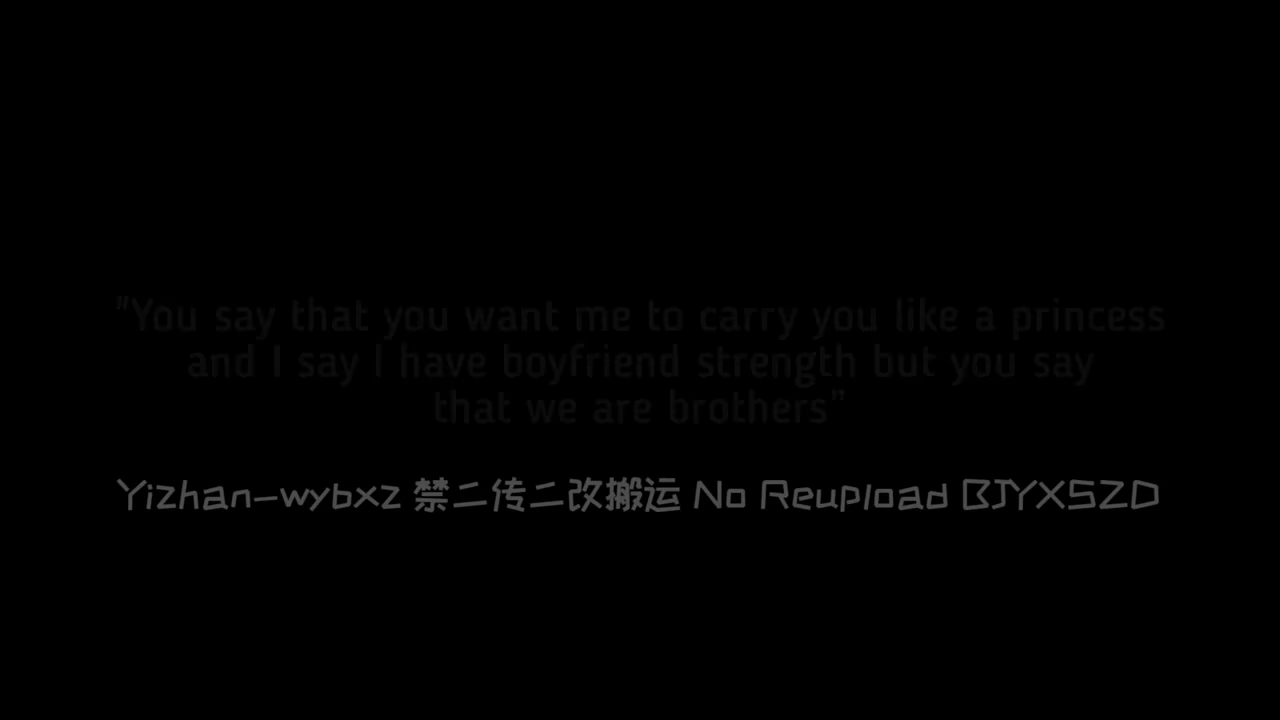 "You say that you want me to carry you like a princess
and I say I have boyfriend strength but you say
that we are brothers”
Yizhan-wybxz 禁二传二改搬运 No Reupload BJYXSZD